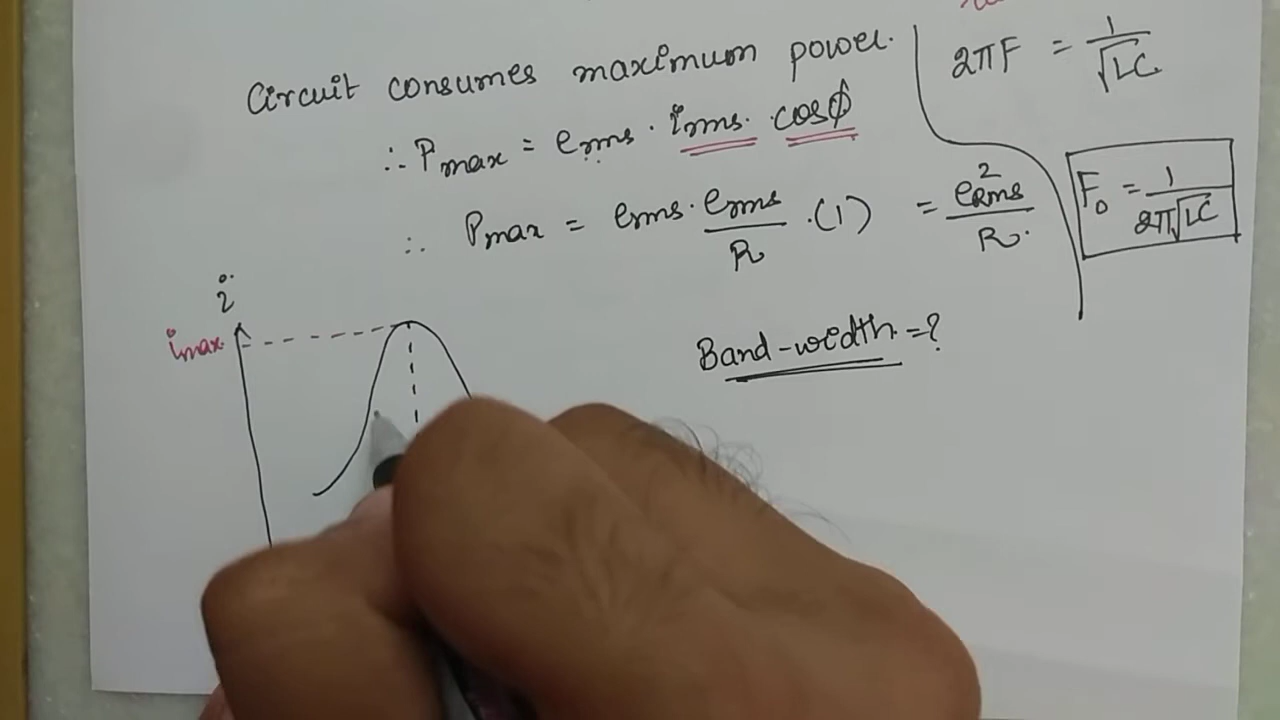 Circuit consumes maximum power.
∴ Pmax = erms . irms . cosϕ
∴ Pmax = erms . erms/R . (1) = eRms²/R.
2πF = 1/√LC
F₀ = 1/2π√LC
i
imax
Band-width = ?